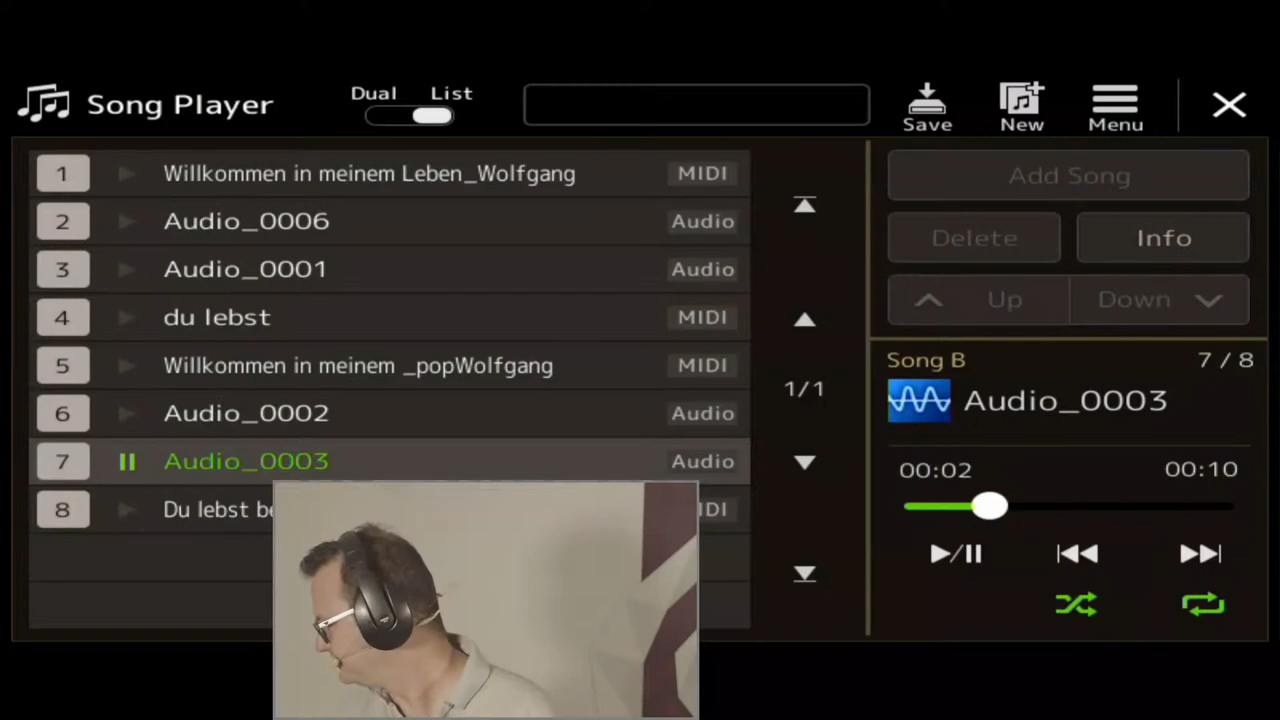 Song Player
Dual List
Save
New
Menu
1 Willkommen in meinem Leben_Wolfgang MIDI
2 Audio_0006 Audio
3 Audio_0001 Audio
4 du lebst MIDI
5 Willkommen in meinem _popWolfgang MIDI
6 Audio_0002 Audio
7 Audio_0003 Audio
8 Du lebst
1/1
Add Song
Delete Info
Up Down
Song B 7 / 8
Audio_0003
00:02 00:10